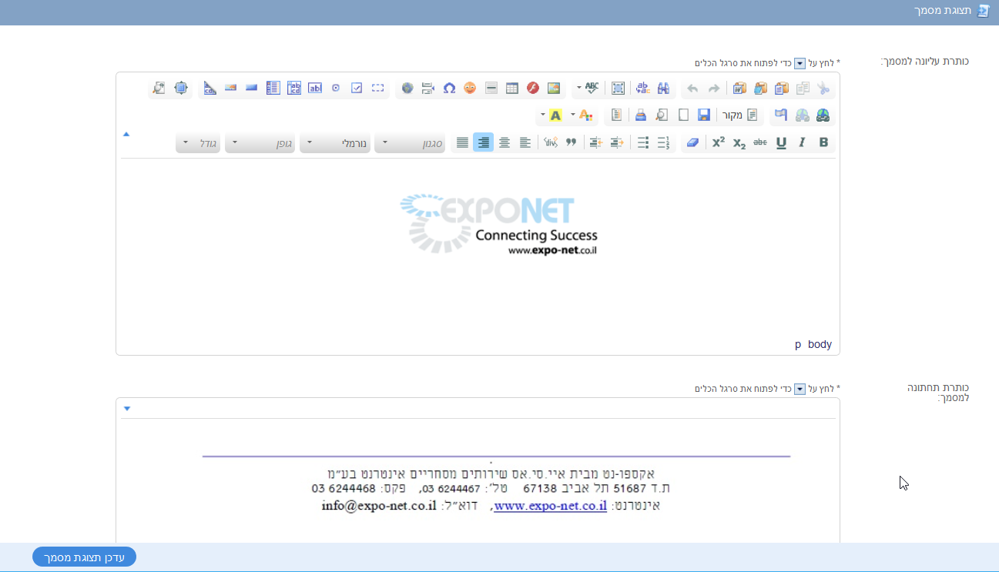 תצוגת מסמך
כותרת עליונה למסמך:
* לחץ על כדי לפתוח את סרגל הכלים
מקור
סגנון
נורמלי
גופן
גודל
EXPONET
Connecting Success
www.expo-net.co.il
body p
כותרת תחתונה
למסמך:
* לחץ על כדי לפתוח את סרגל הכלים
אקספו-נט מבית איי.סי.אס שירותים מסחריים אינטרנט בע"מ
ת.ד 51687 תל אביב 67138 טל': 03 6244467, פקס: 03 6244468
אינטרנט: www.expo-net.co.il, דוא"ל: info@expo-net.co.il
עדכן תצוגת מסמך